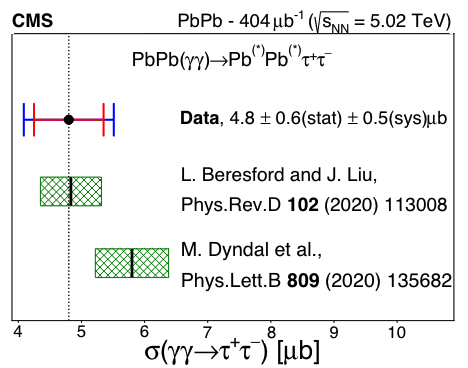 CMS PbPb - 404 μb⁻¹ (√s_NN = 5.02 TeV)
PbPb(γγ)→Pb⁽*⁾Pb⁽*⁾τ⁺τ⁻
Data, 4.8 ± 0.6(stat) ± 0.5(sys)μb
L. Beresford and J. Liu,
Phys.Rev.D 102 (2020) 113008
M. Dyndal et al.,
Phys.Lett.B 809 (2020) 135682
4 5 6 7 8 9 10
σ(γγ→τ⁺τ⁻) [μb]